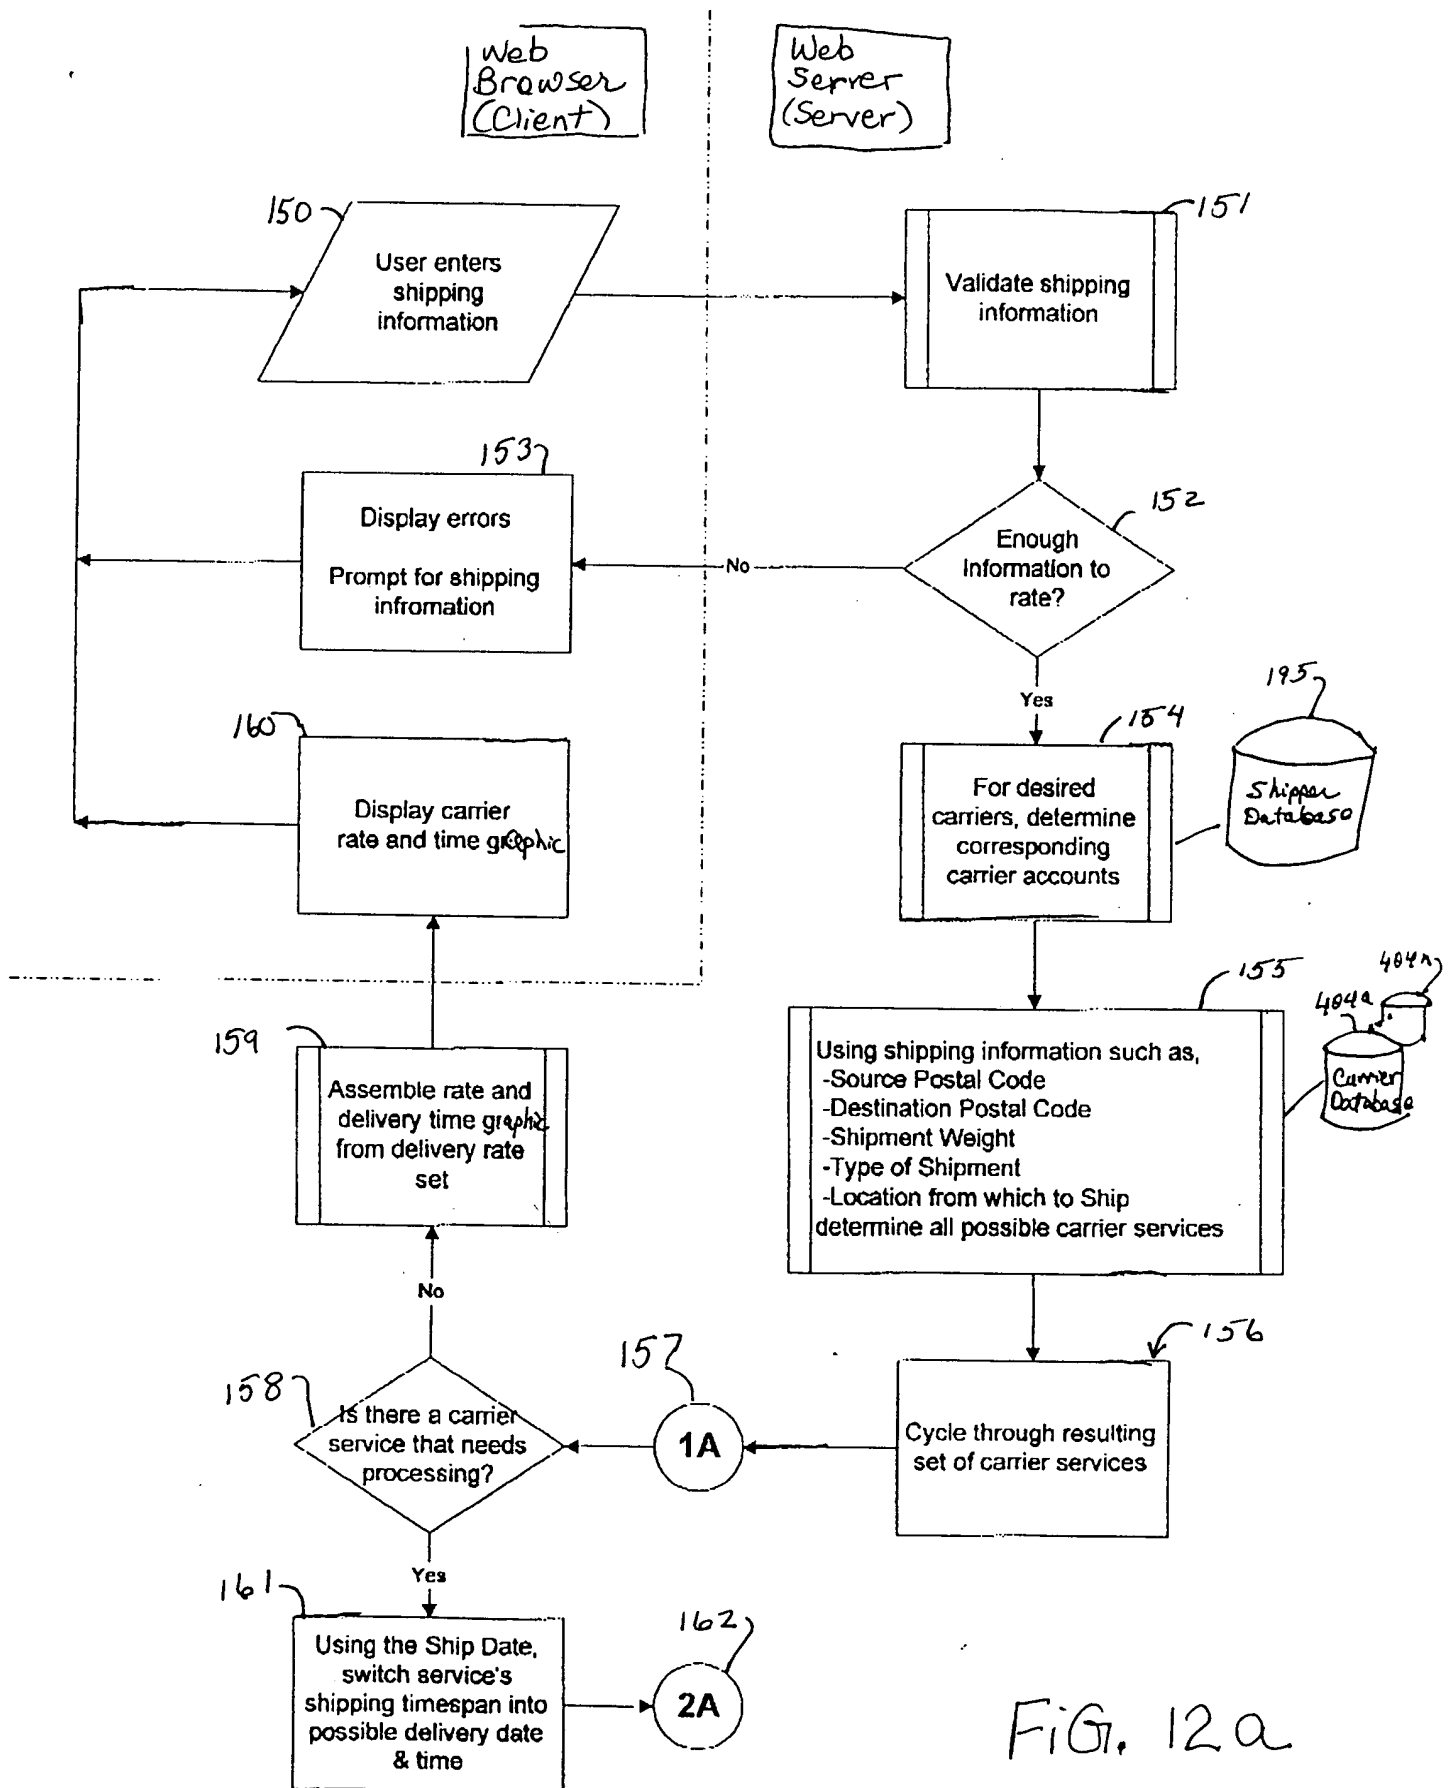 Web
Browser
(Client)
Web
Server
(Server)
150
User enters
shipping
information
151
Validate shipping
information
153
Display errors
Prompt for shipping
infromation
No
152
Enough
Information to
rate?
Yes
160
Display carrier
rate and time graphic
154
For desired
carriers, determine
corresponding
carrier accounts
195
Shipper
Database
159
Assemble rate and
delivery time graphic
from delivery rate
set
155
Using shipping information such as,
-Source Postal Code
-Destination Postal Code
-Shipment Weight
-Type of Shipment
-Location from which to Ship
determine all possible carrier services
404a
404n
Carrier
Database
No
158
Is there a carrier
service that needs
processing?
157
1A
156
Cycle through resulting
set of carrier services
Yes
161
Using the Ship Date,
switch service's
shipping timespan into
possible delivery date
& time
162
2A
FIG. 12a